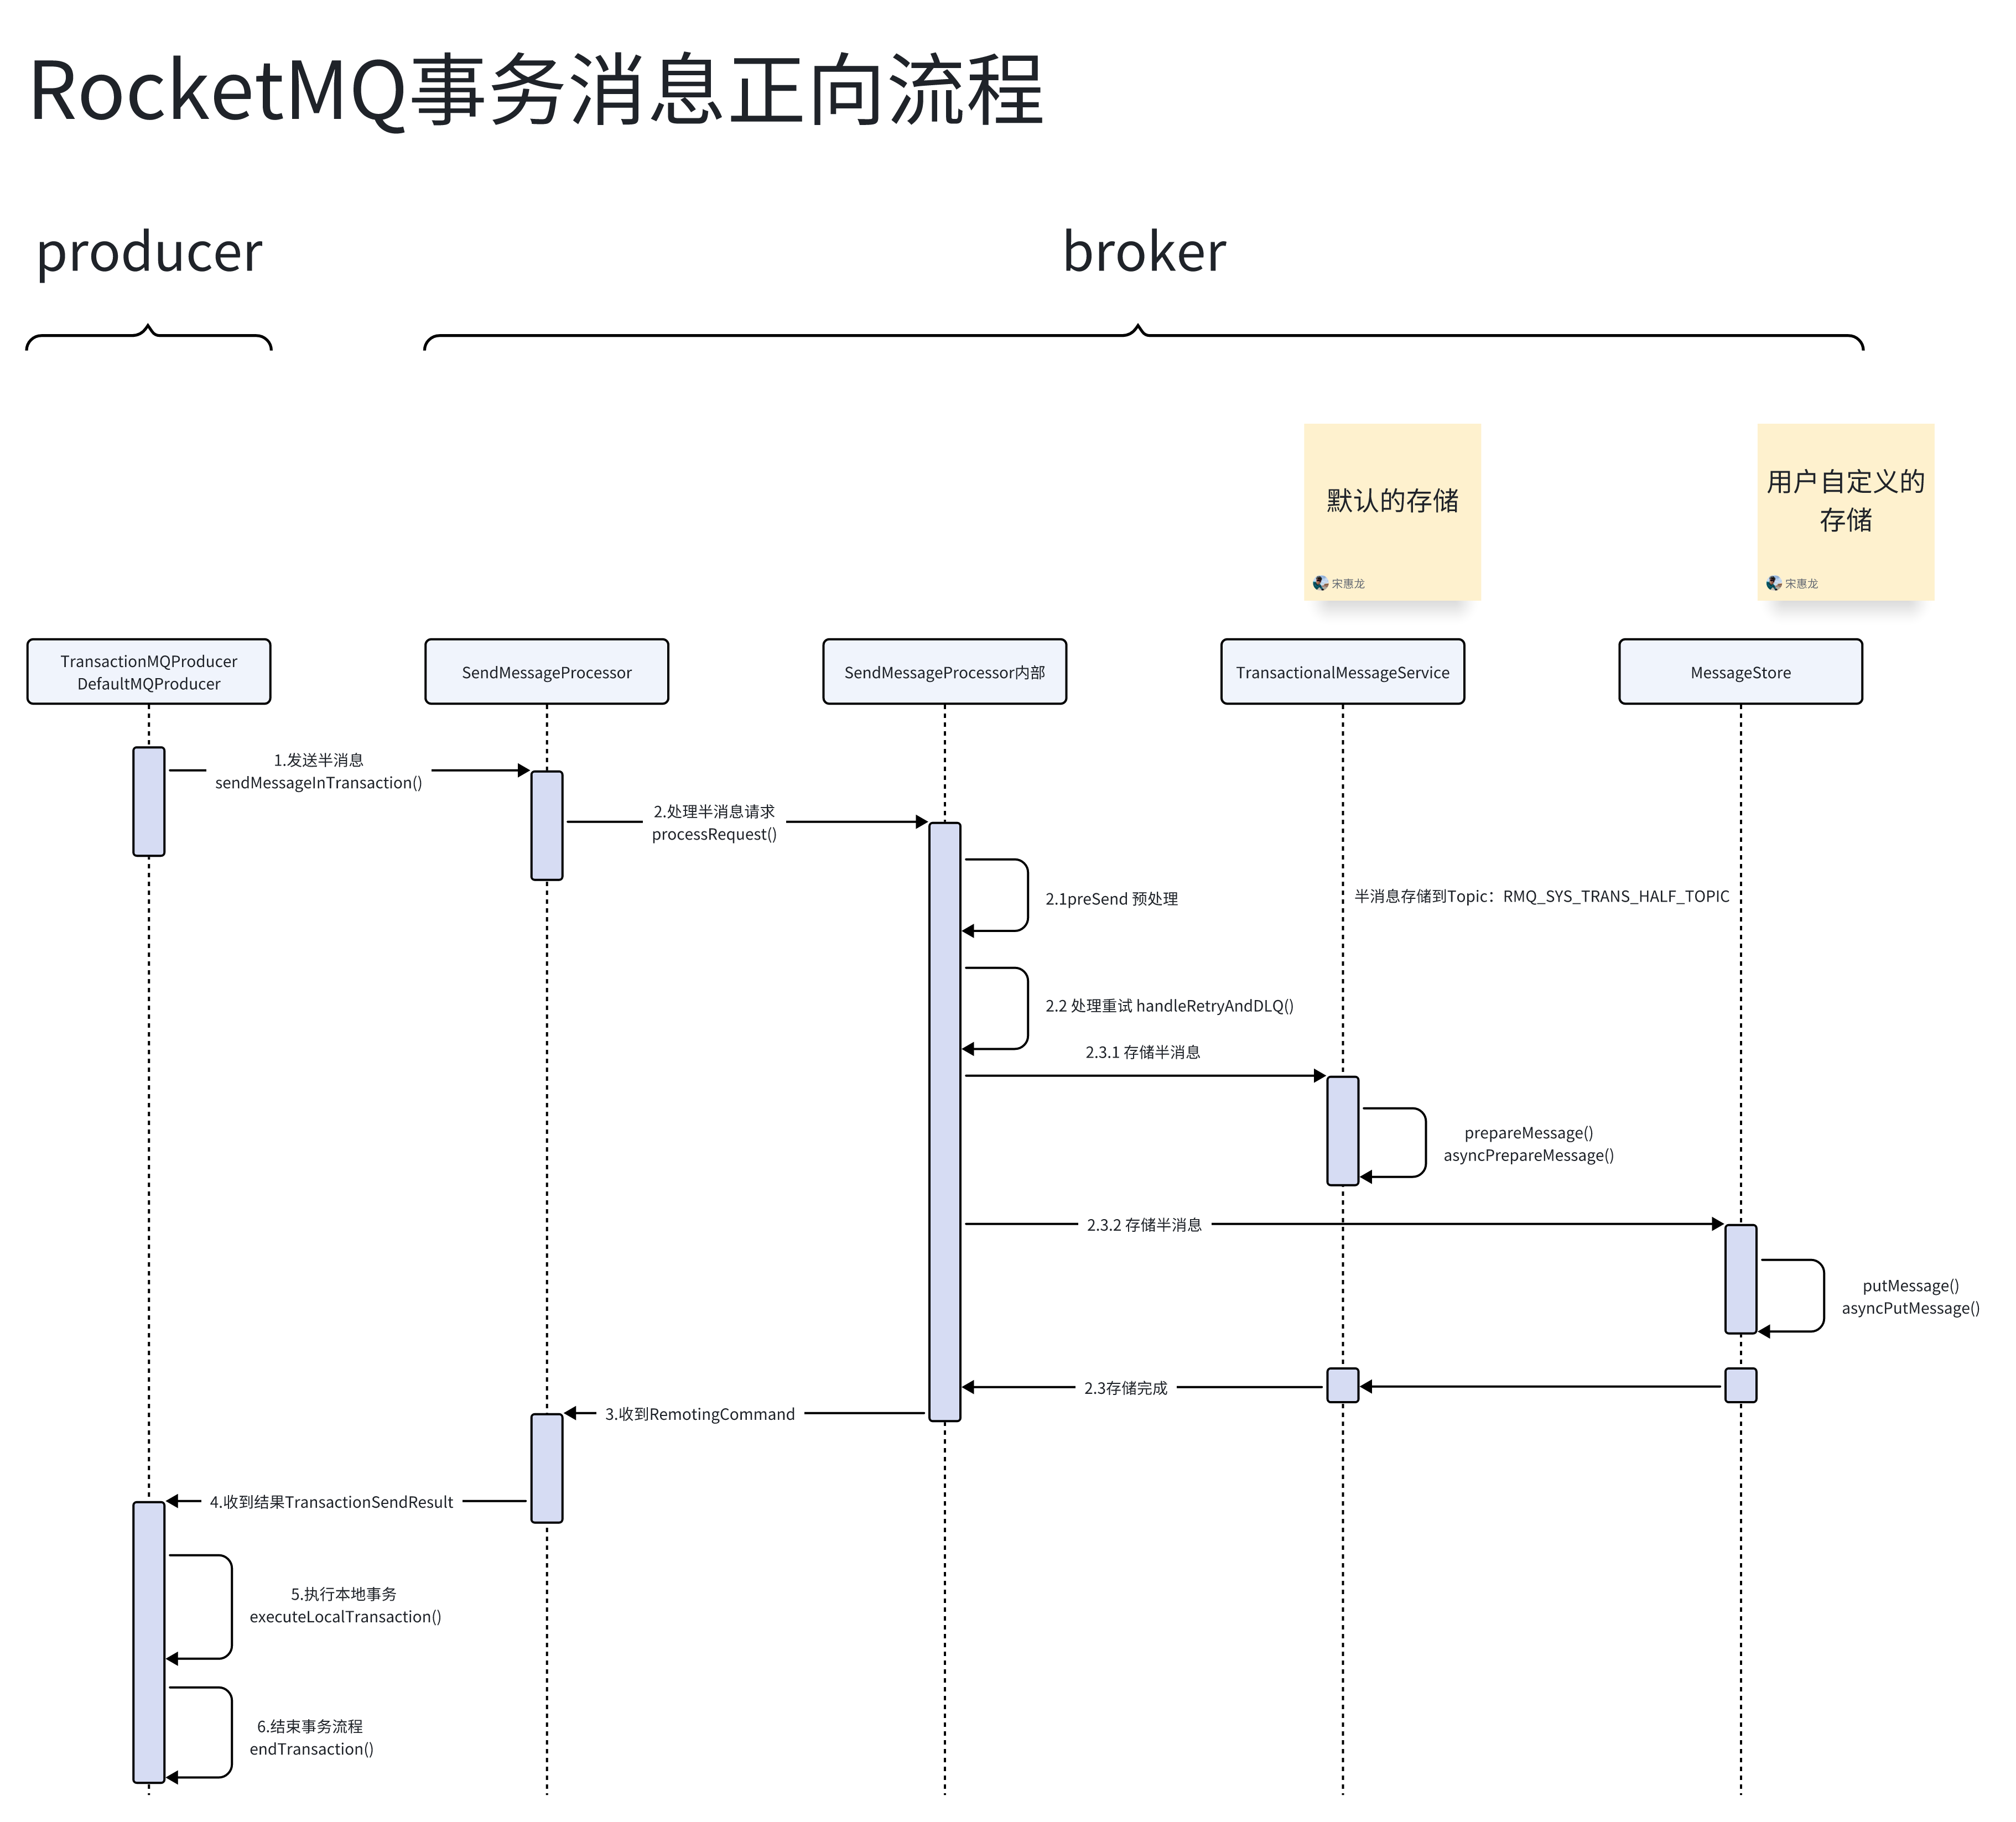 RocketMQ事务消息正向流程
producer
broker
默认的存储
宋惠龙
用户自定义的
存储
宋惠龙
TransactionMQProducer
DefaultMQProducer
SendMessageProcessor
SendMessageProcessor内部
TransactionalMessageService
MessageStore
1.发送半消息
sendMessageInTransaction()
2.处理半消息请求
processRequest()
2.1preSend 预处理
半消息存储到Topic：RMQ_SYS_TRANS_HALF_TOPIC
2.2 处理重试 handleRetryAndDLQ()
2.3.1 存储半消息
prepareMessage()
asyncPrepareMessage()
2.3.2 存储半消息
putMessage()
asyncPutMessage()
2.3存储完成
3.收到RemotingCommand
4.收到结果TransactionSendResult
5.执行本地事务
executeLocalTransaction()
6.结束事务流程
endTransaction()